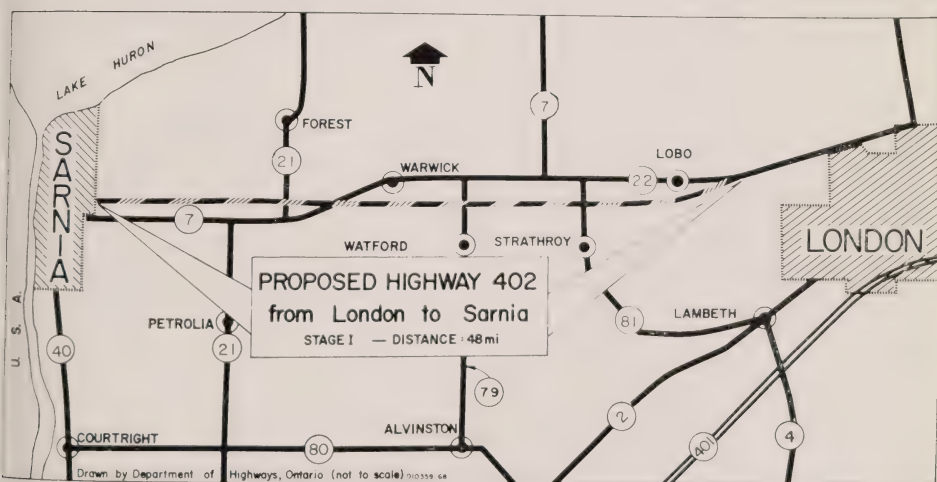 LAKE HURON
N
7
FOREST
SARNIA
21
WARWICK
LOBO
22
7
WATFORD
STRATHROY
LONDON
PROPOSED HIGHWAY 402
from London to Sarnia
STAGE I — DISTANCE : 48 mi
U. S. A.
PETROLIA
81
LAMBETH
40
21
79
2
401
4
COURTRIGHT
80
ALVINSTON
Drawn by Department of Highways, Ontario (not to scale)